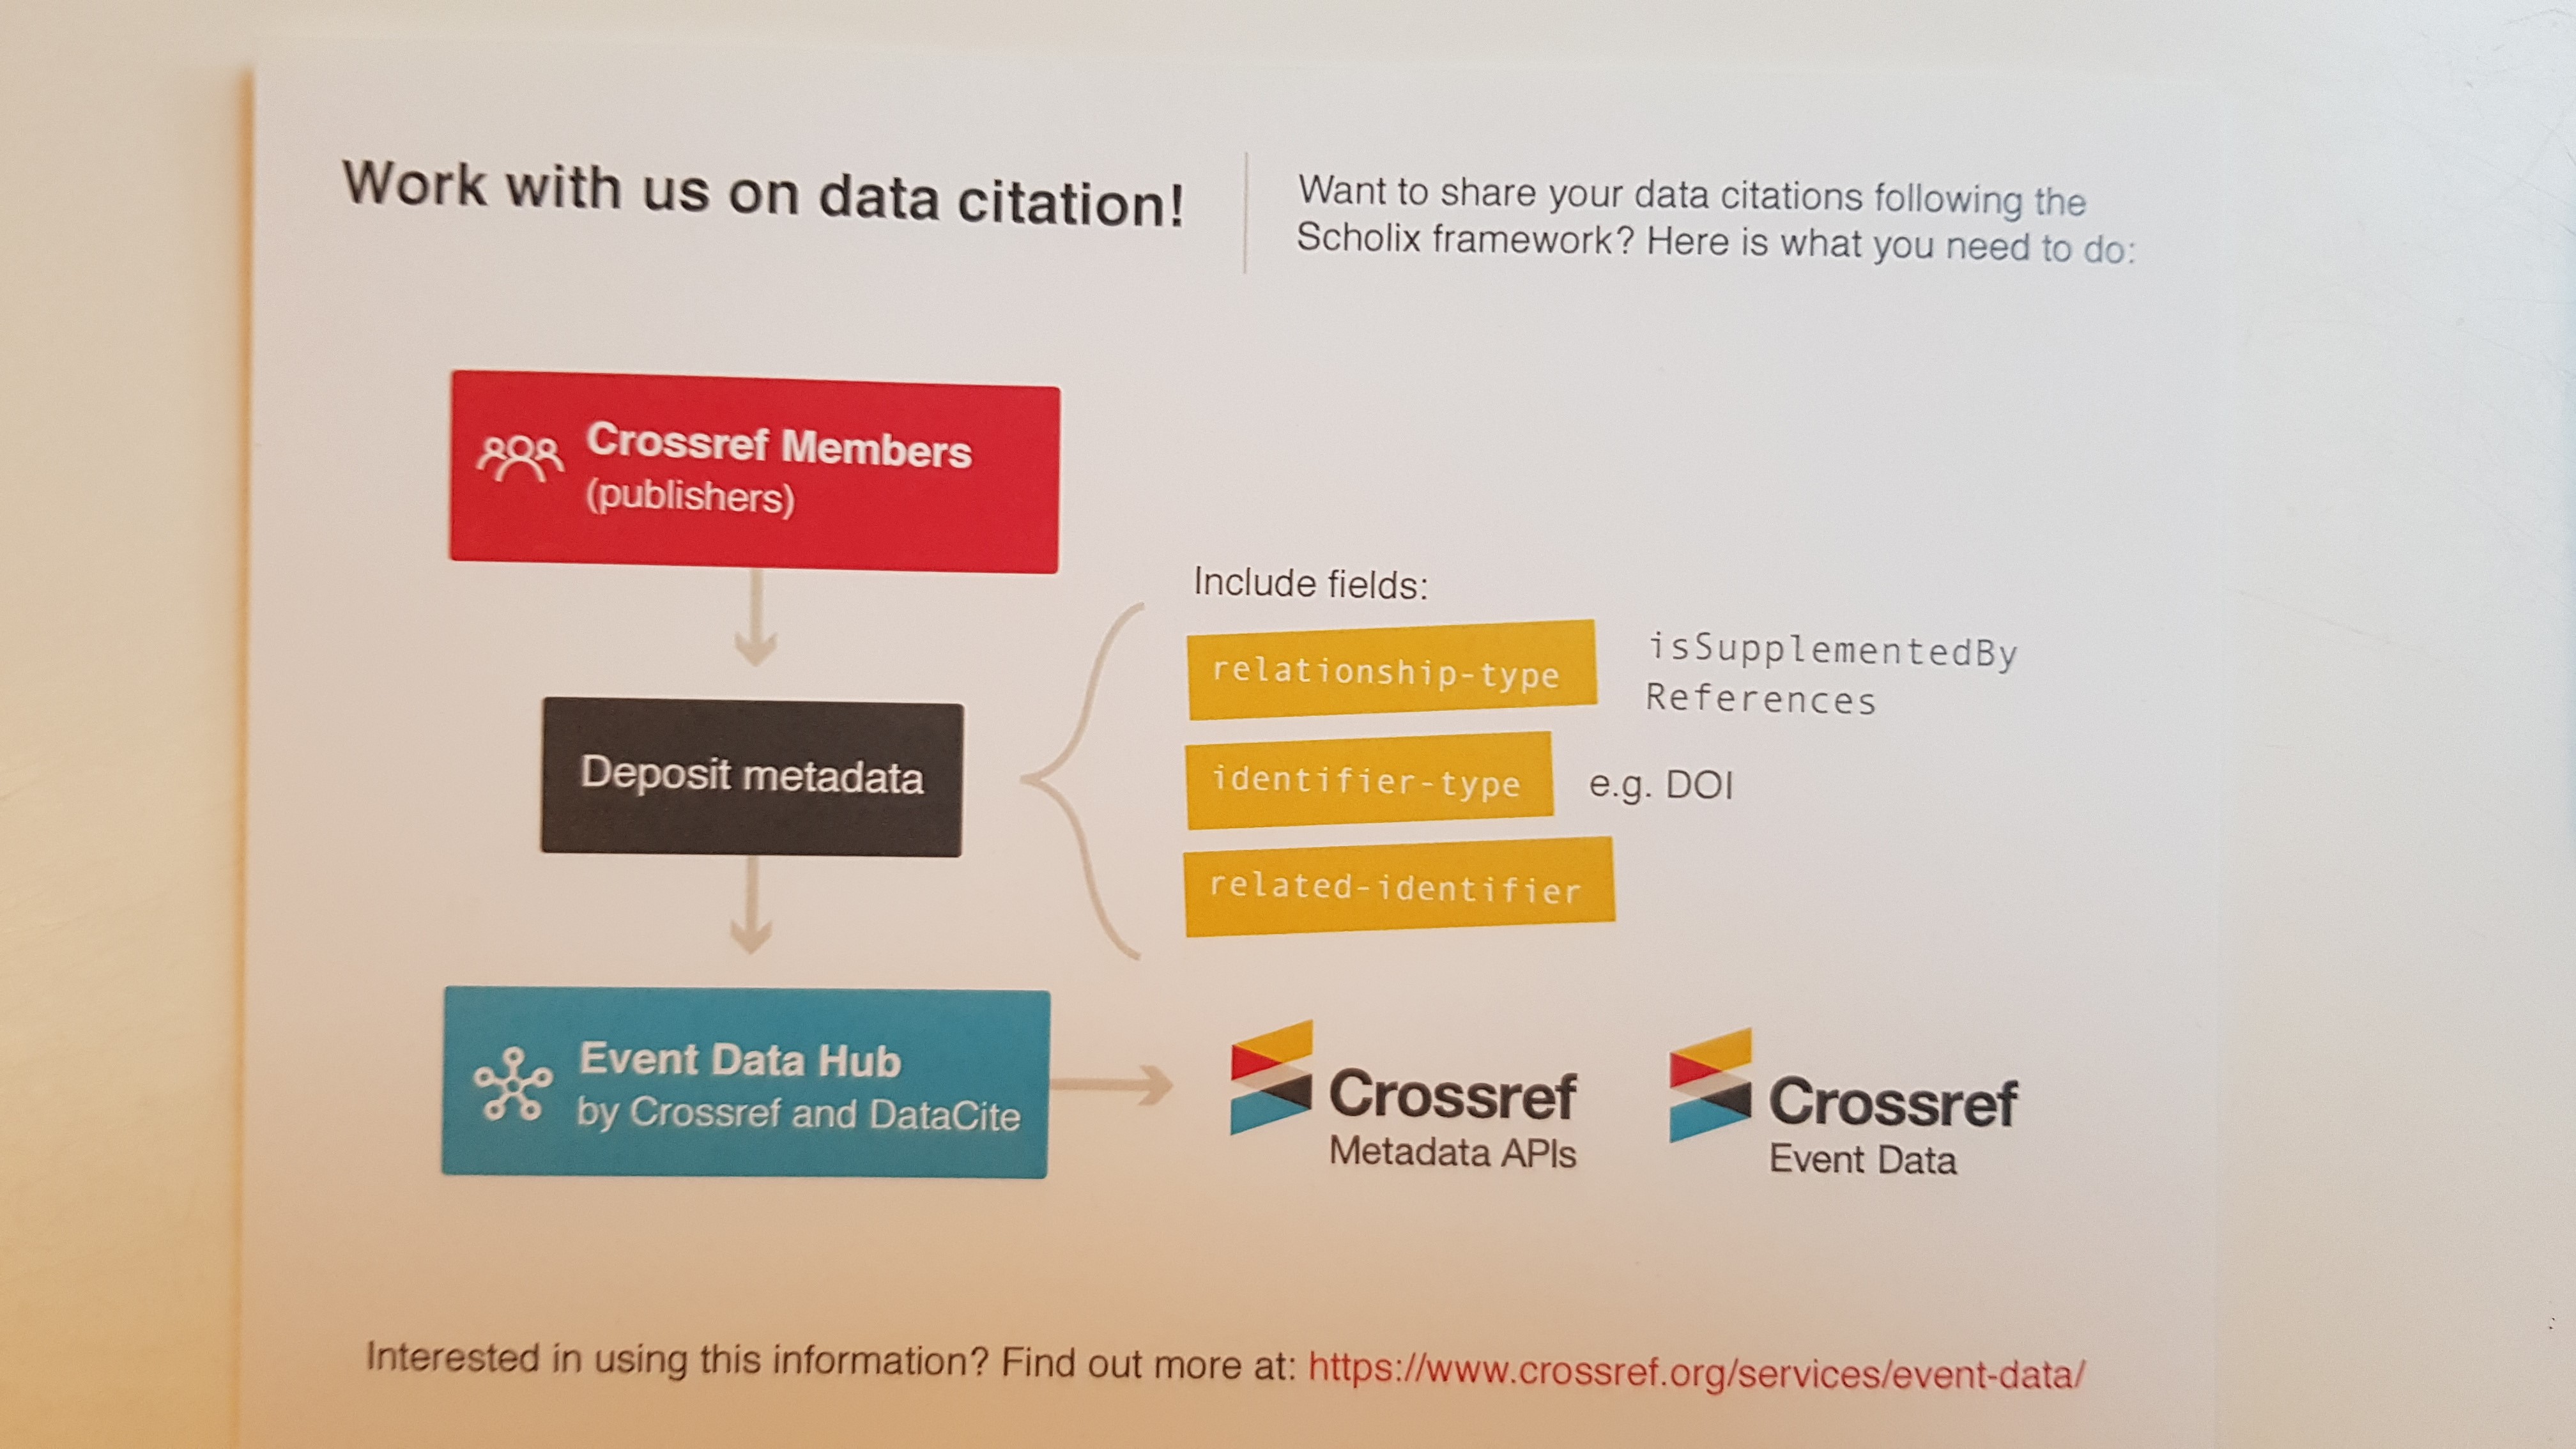 Work with us on data citation!
Want to share your data citations following the
Scholix framework? Here is what you need to do:
Crossref Members
(publishers)
Deposit metadata
Include fields:
relationship-type
isSupplementedBy
References
identifier-type
e.g. DOI
related-identifier
Event Data Hub
by Crossref and DataCite
Crossref
Metadata APIs
Crossref
Event Data
Interested in using this information? Find out more at: https://www.crossref.org/services/event-data/